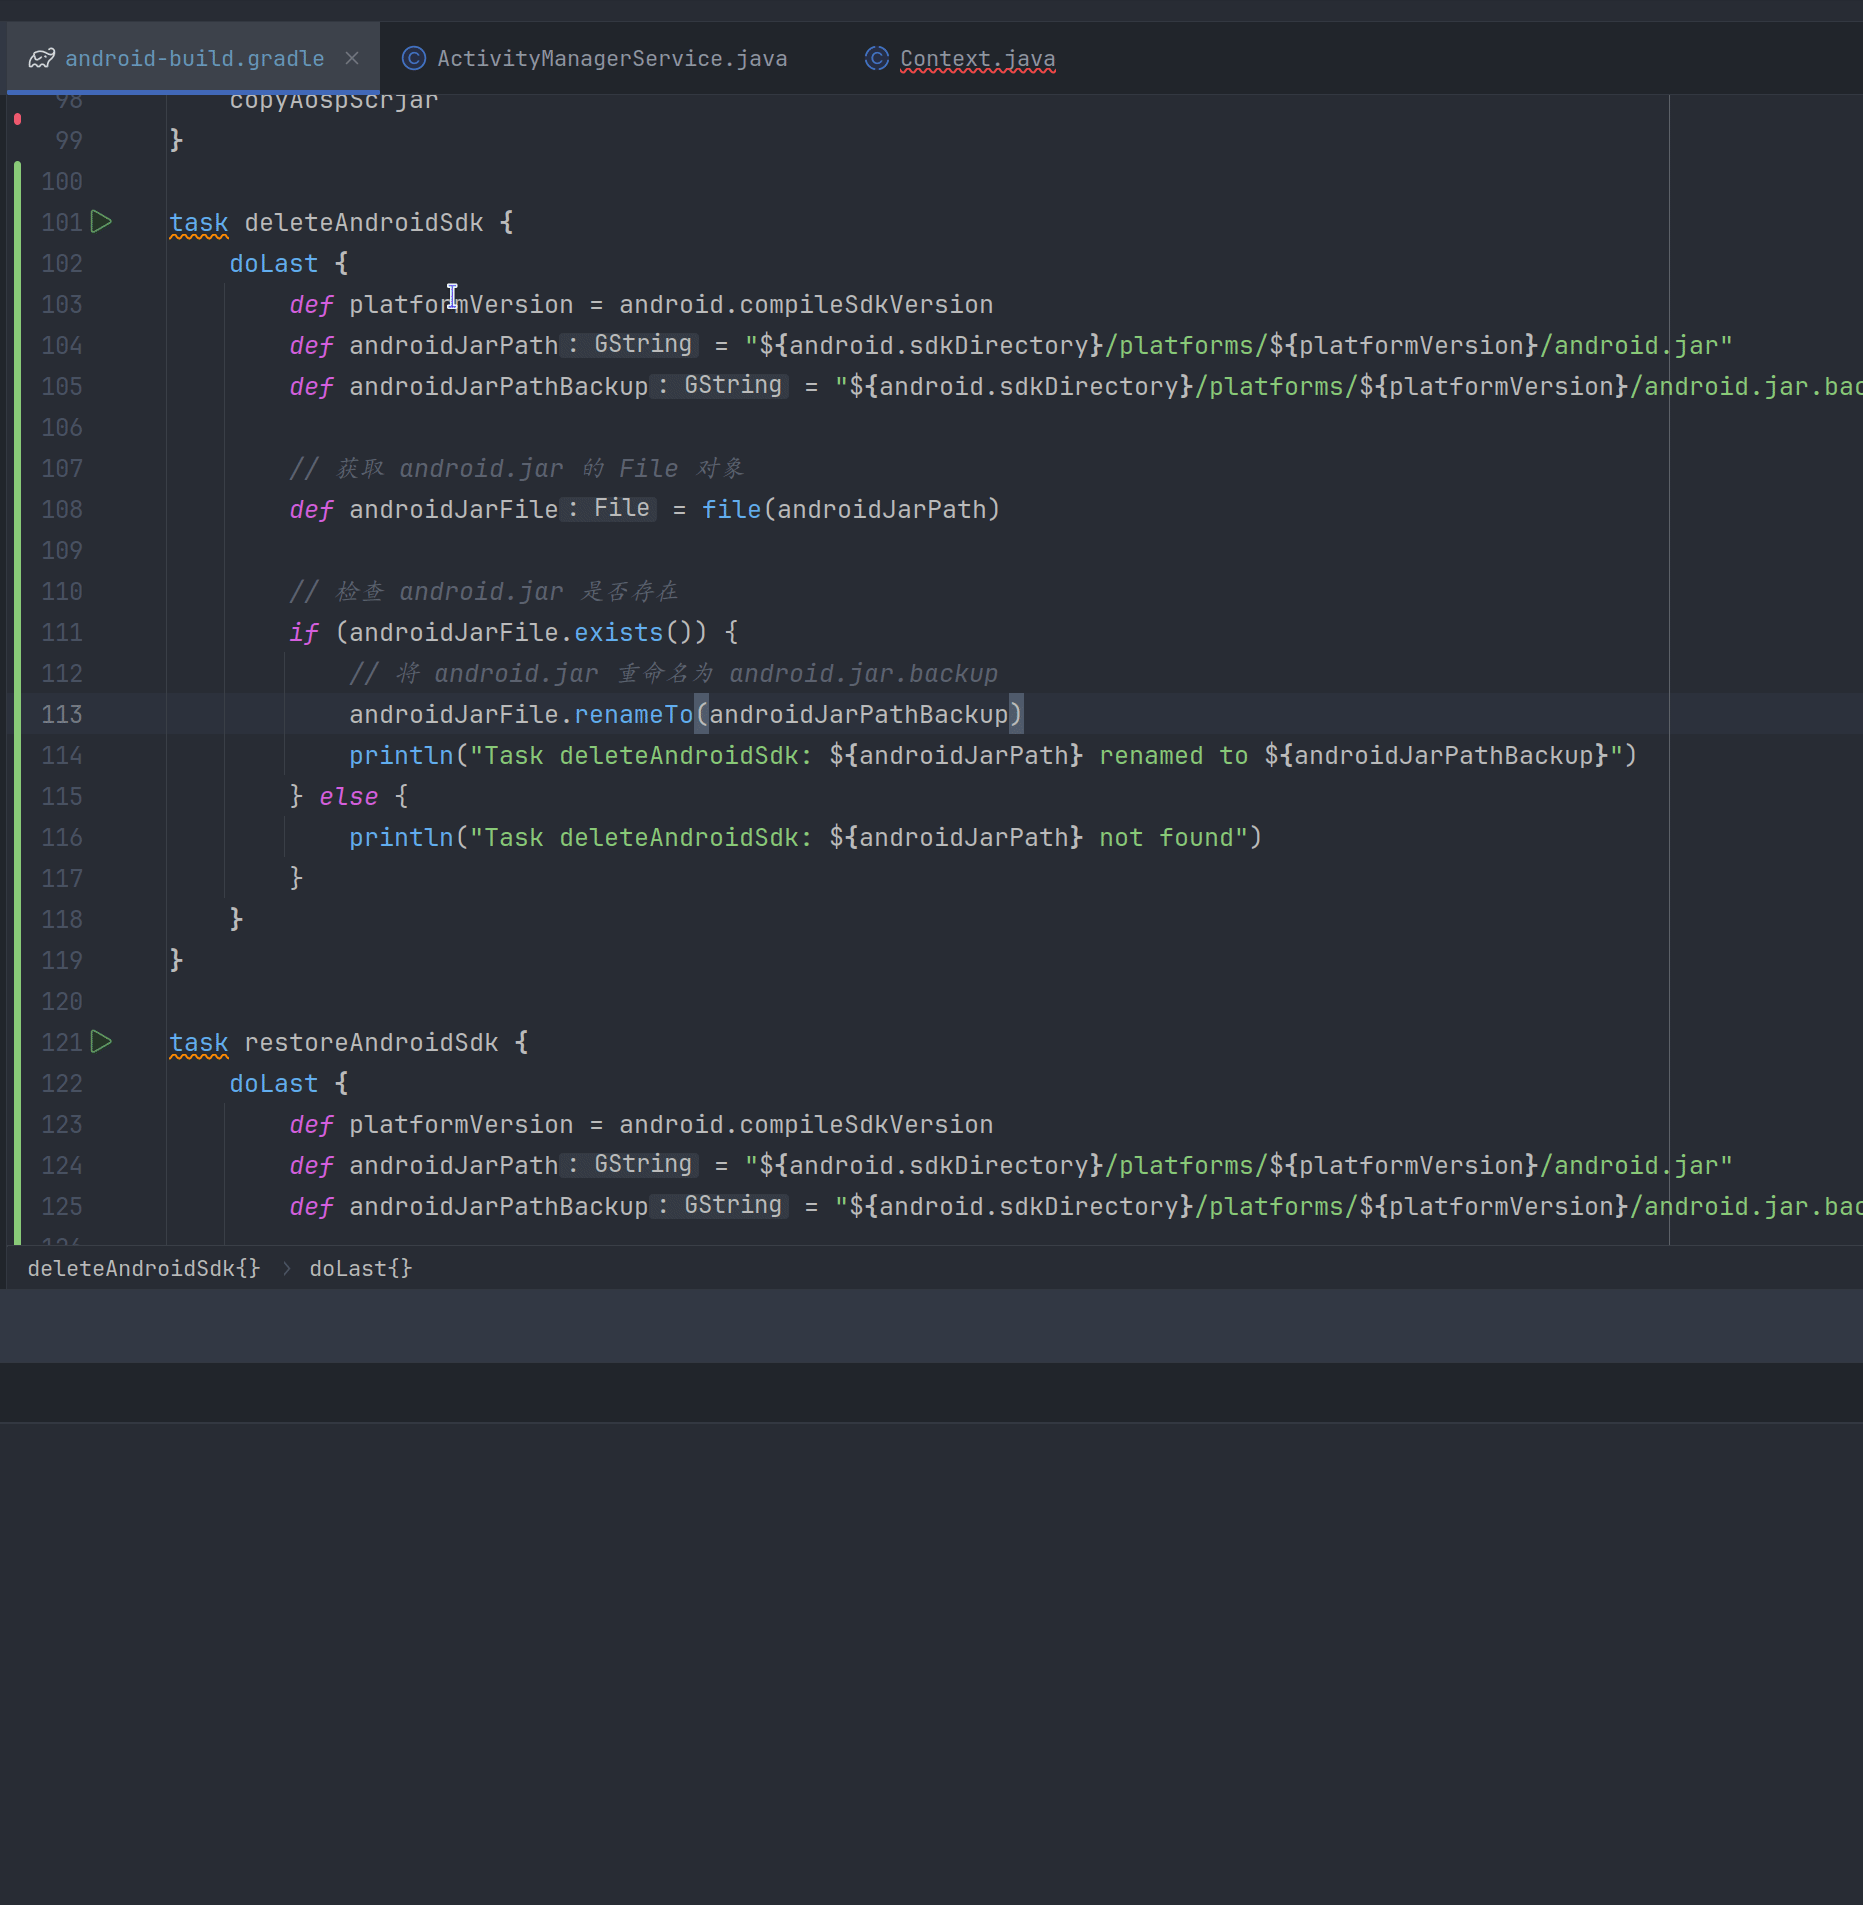 android-build.gradle ActivityManagerService.java Context.java
98 copyAospScrjar
99 }
100
101 task deleteAndroidSdk {
102 doLast {
103 def platformVersion = android.compileSdkVersion
104 def androidJarPath : GString = "${android.sdkDirectory}/platforms/${platformVersion}/android.jar"
105 def androidJarPathBackup : GString = "${android.sdkDirectory}/platforms/${platformVersion}/android.jar.bac
106
107 // 获取 android.jar 的 File 对象
108 def androidJarFile : File = file(androidJarPath)
109
110 // 检查 android.jar 是否存在
111 if (androidJarFile.exists()) {
112 // 将 android.jar 重命名为 android.jar.backup
113 androidJarFile.renameTo(androidJarPathBackup)
114 println("Task deleteAndroidSdk: ${androidJarPath} renamed to ${androidJarPathBackup}")
115 } else {
116 println("Task deleteAndroidSdk: ${androidJarPath} not found")
117 }
118 }
119 }
120
121 task restoreAndroidSdk {
122 doLast {
123 def platformVersion = android.compileSdkVersion
124 def androidJarPath : GString = "${android.sdkDirectory}/platforms/${platformVersion}/android.jar"
125 def androidJarPathBackup : GString = "${android.sdkDirectory}/platforms/${platformVersion}/android.jar.bac
126
deleteAndroidSdk{} > doLast{}